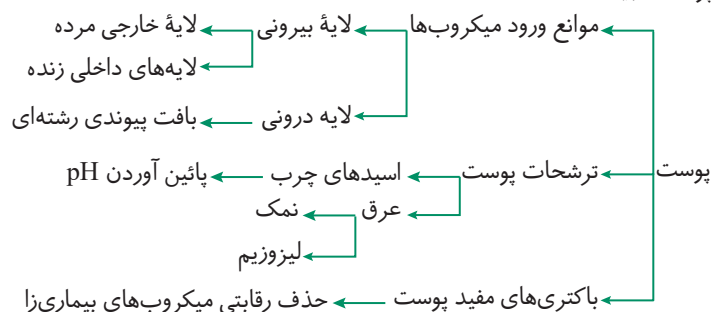 موانع ورود میکروب‌ها لایهٔ بیرونی لایهٔ خارجی مرده
لایه‌های داخلی زنده
لایه درونی بافت پیوندی رشته‌ای
پوست ترشحات پوست اسیدهای چرب پائین آوردن pH
عرق نمک
لیزوزیم
باکتری‌های مفید پوست حذف رقابتی میکروب‌های بیماری‌زا